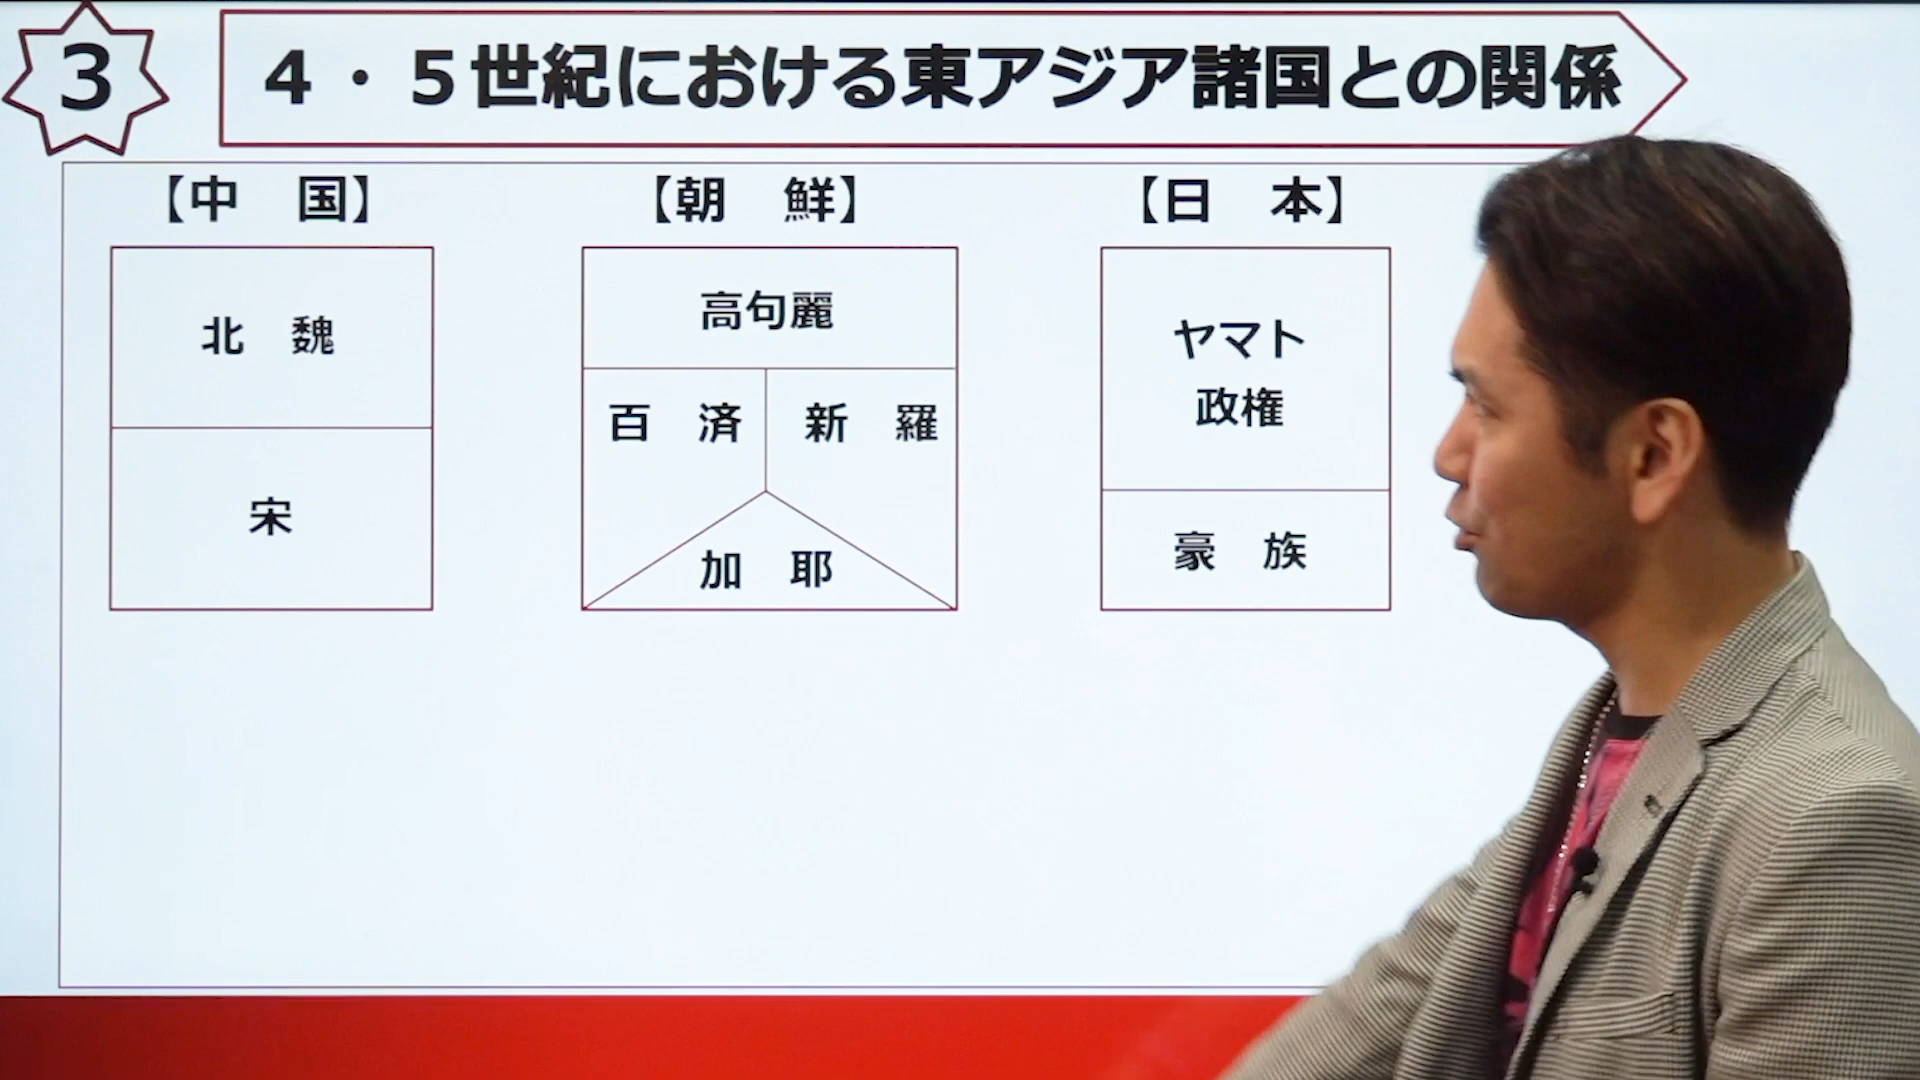 3
4・5世紀における東アジア諸国との関係
【中　国】
北　魏
宋
【朝　鮮】
高句麗
百　済
新　羅
加　耶
【日　本】
ヤマト
政権
豪　族